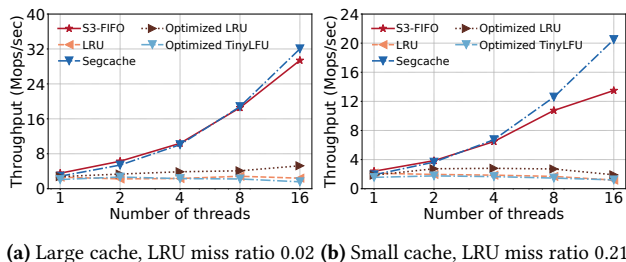 Throughput (Mops/sec)
40
32
24
16
8
0
S3-FIFO
LRU
Segcache
Optimized LRU
Optimized TinyLFU
1 2 4 8 16
Number of threads
(a) Large cache, LRU miss ratio 0.02
Throughput (Mops/sec)
24
20
16
12
8
4
0
S3-FIFO
LRU
Segcache
Optimized LRU
Optimized TinyLFU
1 2 4 8 16
Number of threads
(b) Small cache, LRU miss ratio 0.21